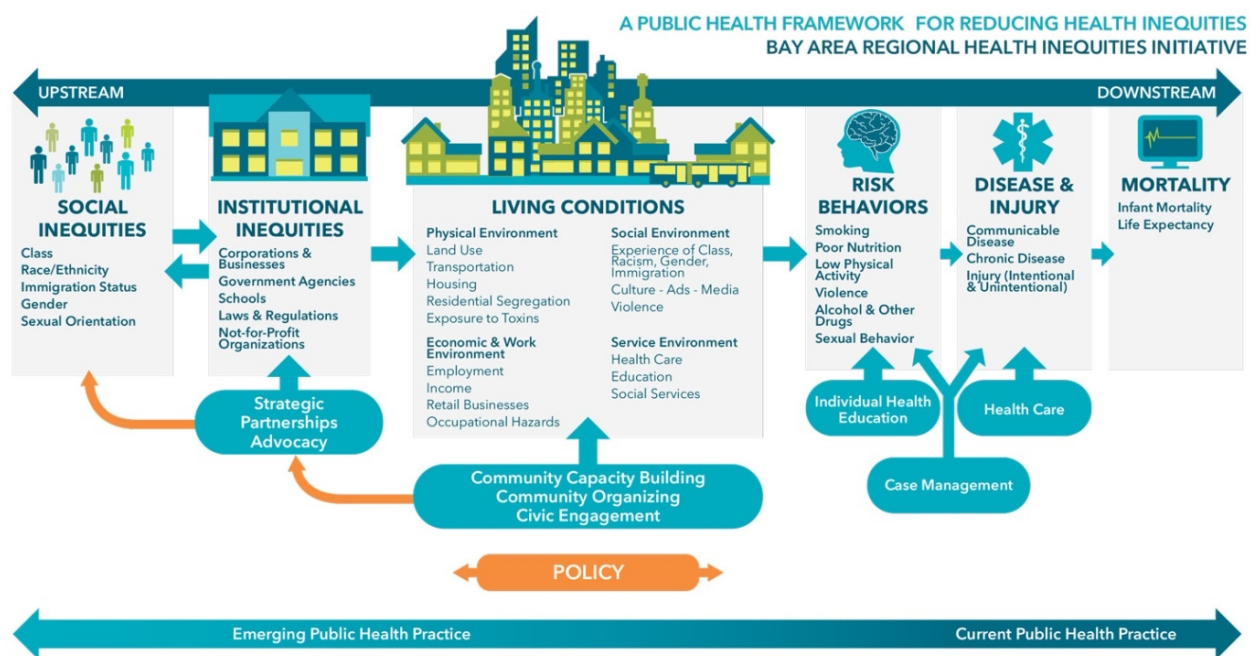 A PUBLIC HEALTH FRAMEWORK FOR REDUCING HEALTH INEQUITIES
BAY AREA REGIONAL HEALTH INEQUITIES INITIATIVE
UPSTREAM
DOWNSTREAM
SOCIAL
INEQUITIES
Class
Race/Ethnicity
Immigration Status
Gender
Sexual Orientation
INSTITUTIONAL
INEQUITIES
Corporations &
Businesses
Government Agencies
Schools
Laws & Regulations
Not-for-Profit
Organizations
Strategic
Partnerships
Advocacy
LIVING CONDITIONS
Physical Environment
Land Use
Transportation
Housing
Residential Segregation
Exposure to Toxins
Economic & Work
Environment
Employment
Income
Retail Businesses
Occupational Hazards
Social Environment
Experience of Class,
Racism, Gender,
Immigration
Culture - Ads - Media
Violence
Service Environment
Health Care
Education
Social Services
Community Capacity Building
Community Organizing
Civic Engagement
RISK
BEHAVIORS
Smoking
Poor Nutrition
Low Physical
Activity
Violence
Alcohol & Other
Drugs
Sexual Behavior
Individual Health
Education
DISEASE &
INJURY
Communicable
Disease
Chronic Disease
Injury (Intentional
& Unintentional)
Health Care
Case Management
MORTALITY
Infant Mortality
Life Expectancy
POLICY
Emerging Public Health Practice
Current Public Health Practice